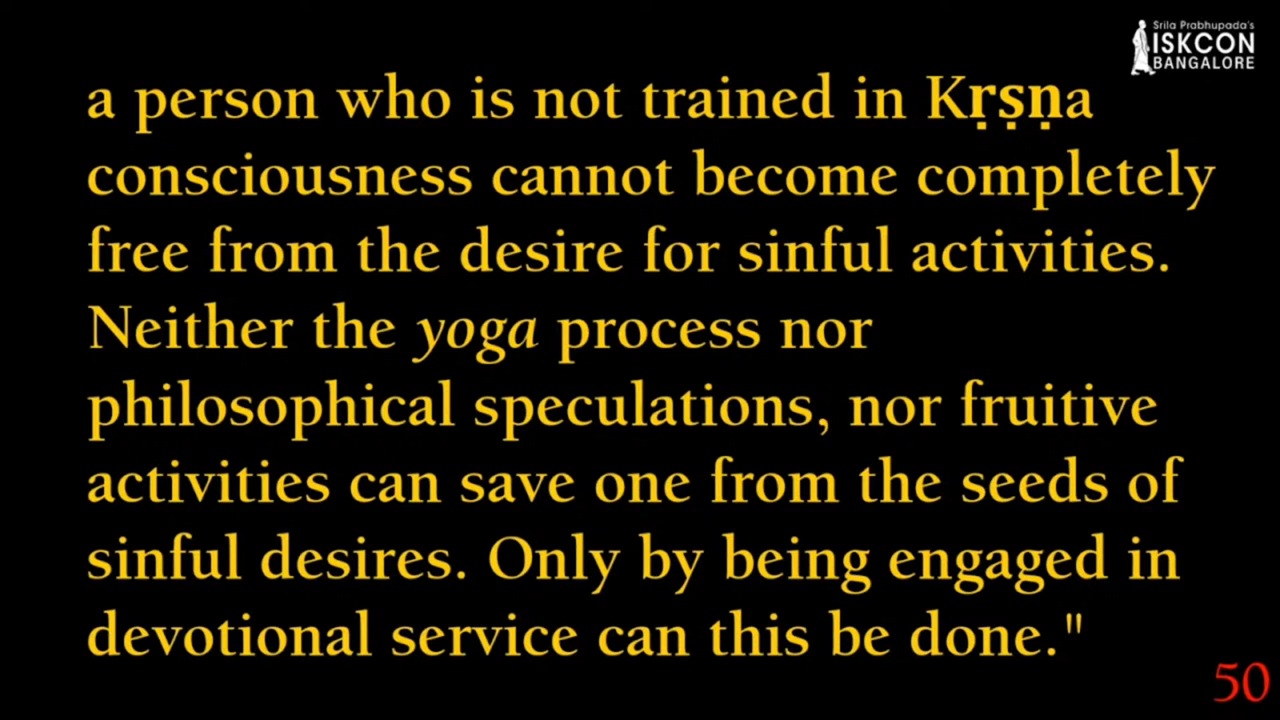 Srila Prabhupada's
ISKCON
BANGALORE
a person who is not trained in Kṛṣṇa
consciousness cannot become completely
free from the desire for sinful activities.
Neither the yoga process nor
philosophical speculations, nor fruitive
activities can save one from the seeds of
sinful desires. Only by being engaged in
devotional service can this be done."
50